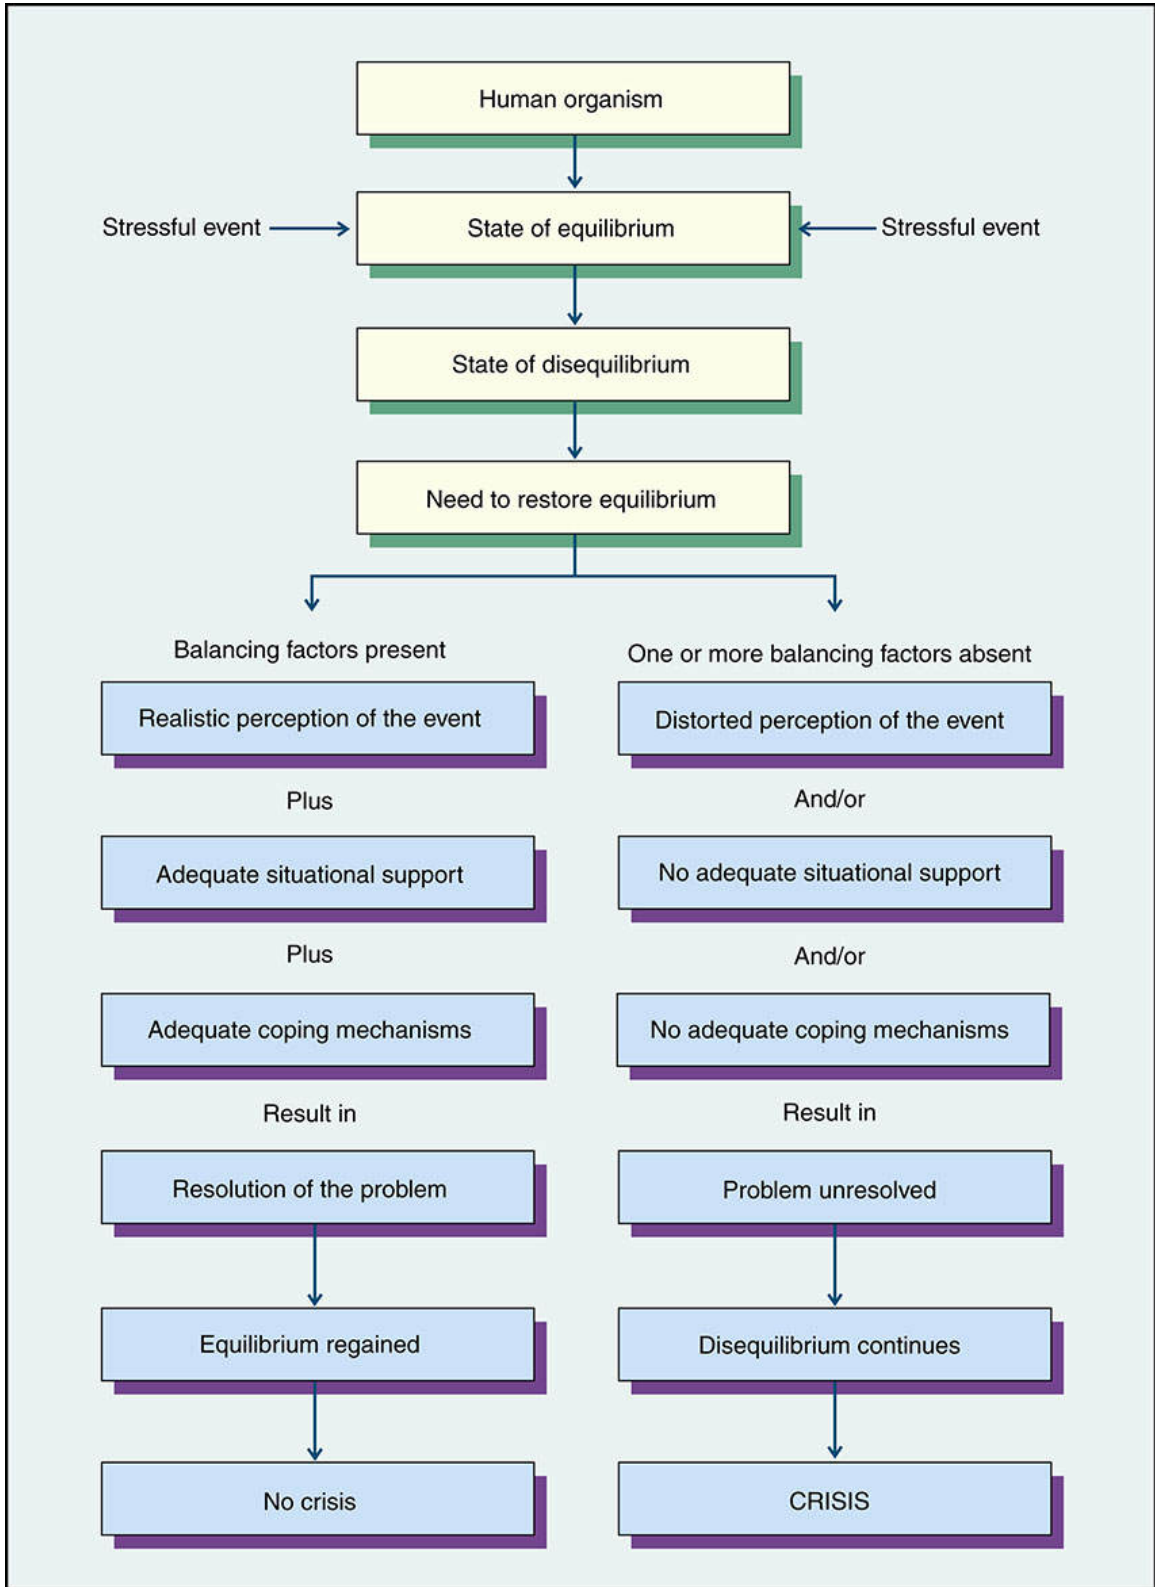 Human organism
Stressful event
State of equilibrium
Stressful event
State of disequilibrium
Need to restore equilibrium
Balancing factors present
Realistic perception of the event
Plus
Adequate situational support
Plus
Adequate coping mechanisms
Result in
Resolution of the problem
Equilibrium regained
No crisis
One or more balancing factors absent
Distorted perception of the event
And/or
No adequate situational support
And/or
No adequate coping mechanisms
Result in
Problem unresolved
Disequilibrium continues
CRISIS